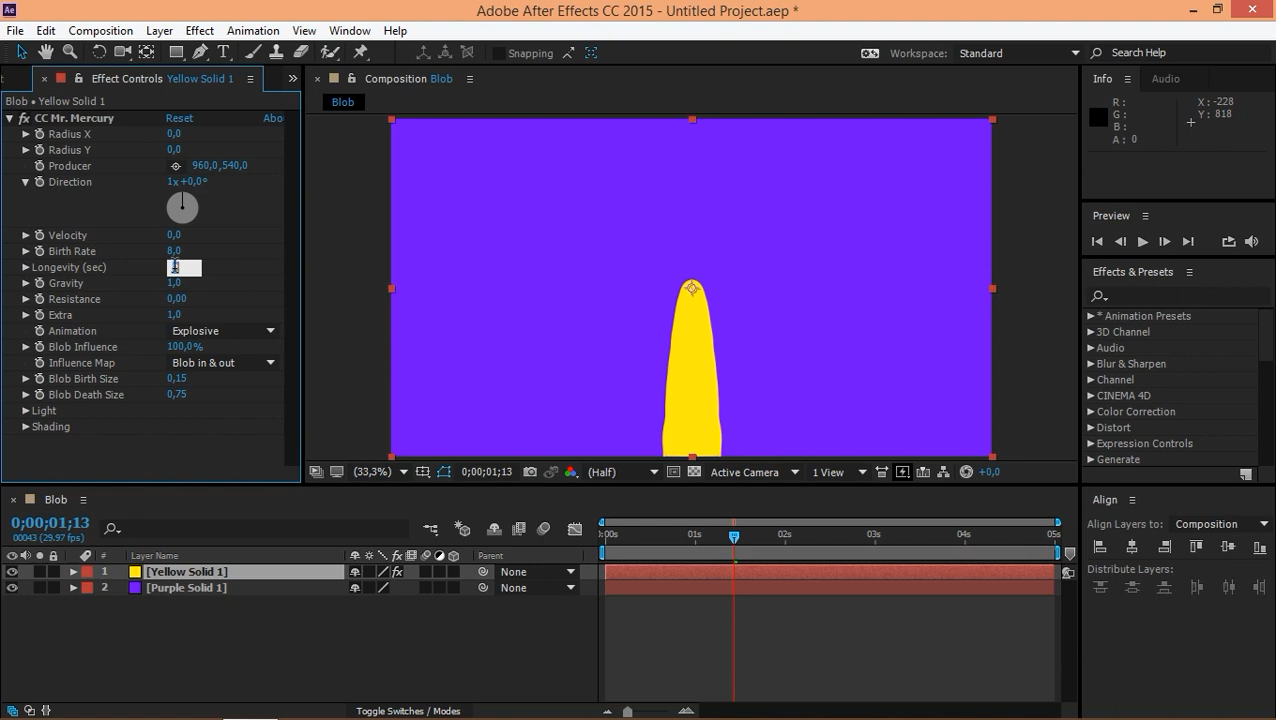 Ae
Adobe After Effects CC 2015 - Untitled Project.aep *
File Edit Composition Layer Effect Animation View Window Help
Snapping
Workspace: Standard
Search Help
Effect Controls Yellow Solid 1
Composition Blob
Info Audio
Blob • Yellow Solid 1
Blob
fx CC Mr. Mercury Reset Abo
Radius X 0,0
Radius Y 0,0
Producer 960,0,540,0
Direction 1x+0,0°
Velocity 0,0
Birth Rate 8,0
Longevity (sec)
Gravity 1,0
Resistance 0,00
Extra 1,0
Animation Explosive
Blob Influence 100,0%
Influence Map Blob in & out
Blob Birth Size 0,15
Blob Death Size 0,75
Light
Shading
R :
G :
B :
A : 0
X : -228
Y : 818
Preview
Effects & Presets
* Animation Presets
3D Channel
Audio
Blur & Sharpen
Channel
CINEMA 4D
Color Correction
Distort
Expression Controls
Generate
(33,3%) 0;00;01;13 (Half) Active Camera 1 View +0,0
Blob
0;00;01;13
00043 (29.97 fps)
# Layer Name fx Parent
1 [Yellow Solid 1] fx None
2 [Purple Solid 1] None
:00s 01s 02s 03s 04s 05s
Toggle Switches / Modes
Align
Align Layers to: Composition
Distribute Layers: